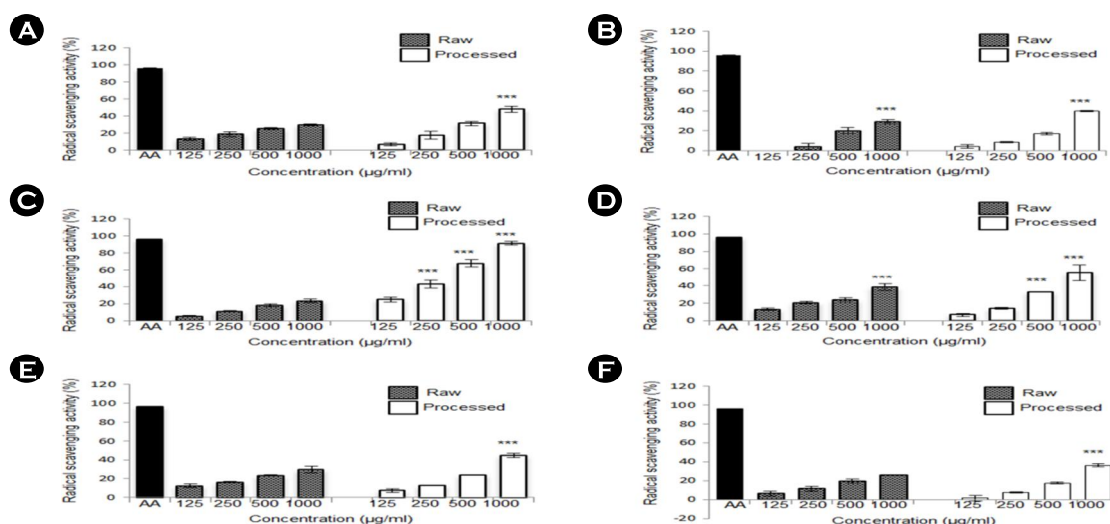 A
Radical scavenging activity (%)
120
100
80
60
40
20
0
Raw
Processed
***
AA 125 250 500 1000 125 250 500 1000
Concentration (µg/ml)
B
Radical scavenging activity (%)
120
100
80
60
40
20
0
Raw
Processed
*** ***
AA 125 250 500 1000 125 250 500 1000
Concentration (µg/ml)
C
Radical scavenging activity (%)
120
100
80
60
40
20
0
Raw
Processed
*** *** ***
AA 125 250 500 1000 125 250 500 1000
Concentration (µg/ml)
D
Radical scavenging activity (%)
120
100
80
60
40
20
0
Raw
Processed
*** *** ***
AA 125 250 500 1000 125 250 500 1000
Concentration (µg/ml)
E
Radical scavenging activity (%)
120
100
80
60
40
20
0
Raw
Processed
***
AA 125 250 500 1000 125 250 500 1000
Concentration (µg/ml)
F
Radical scavenging activity (%)
120
100
80
60
40
20
0
-20
Raw
Processed
***
AA 125 250 500 1000 125 250 500 1000
Concentration (µg/ml)